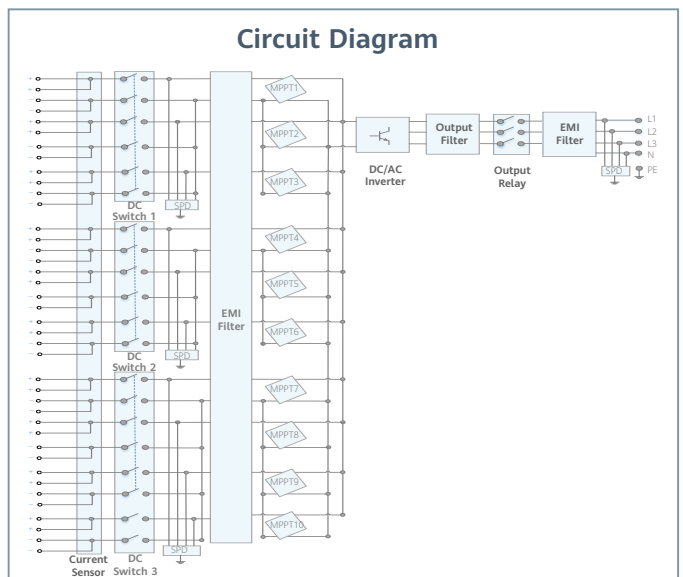 Circuit Diagram
MPPT1
MPPT2
MPPT3
DC
Switch 1
SPD
MPPT4
MPPT5
MPPT6
DC
Switch 2
SPD
EMI
Filter
MPPT7
MPPT8
MPPT9
MPPT10
Current
Sensor
DC
Switch 3
SPD
DC/AC
Inverter
Output
Filter
Output
Relay
EMI
Filter
L1
L2
L3
N
SPD
PE